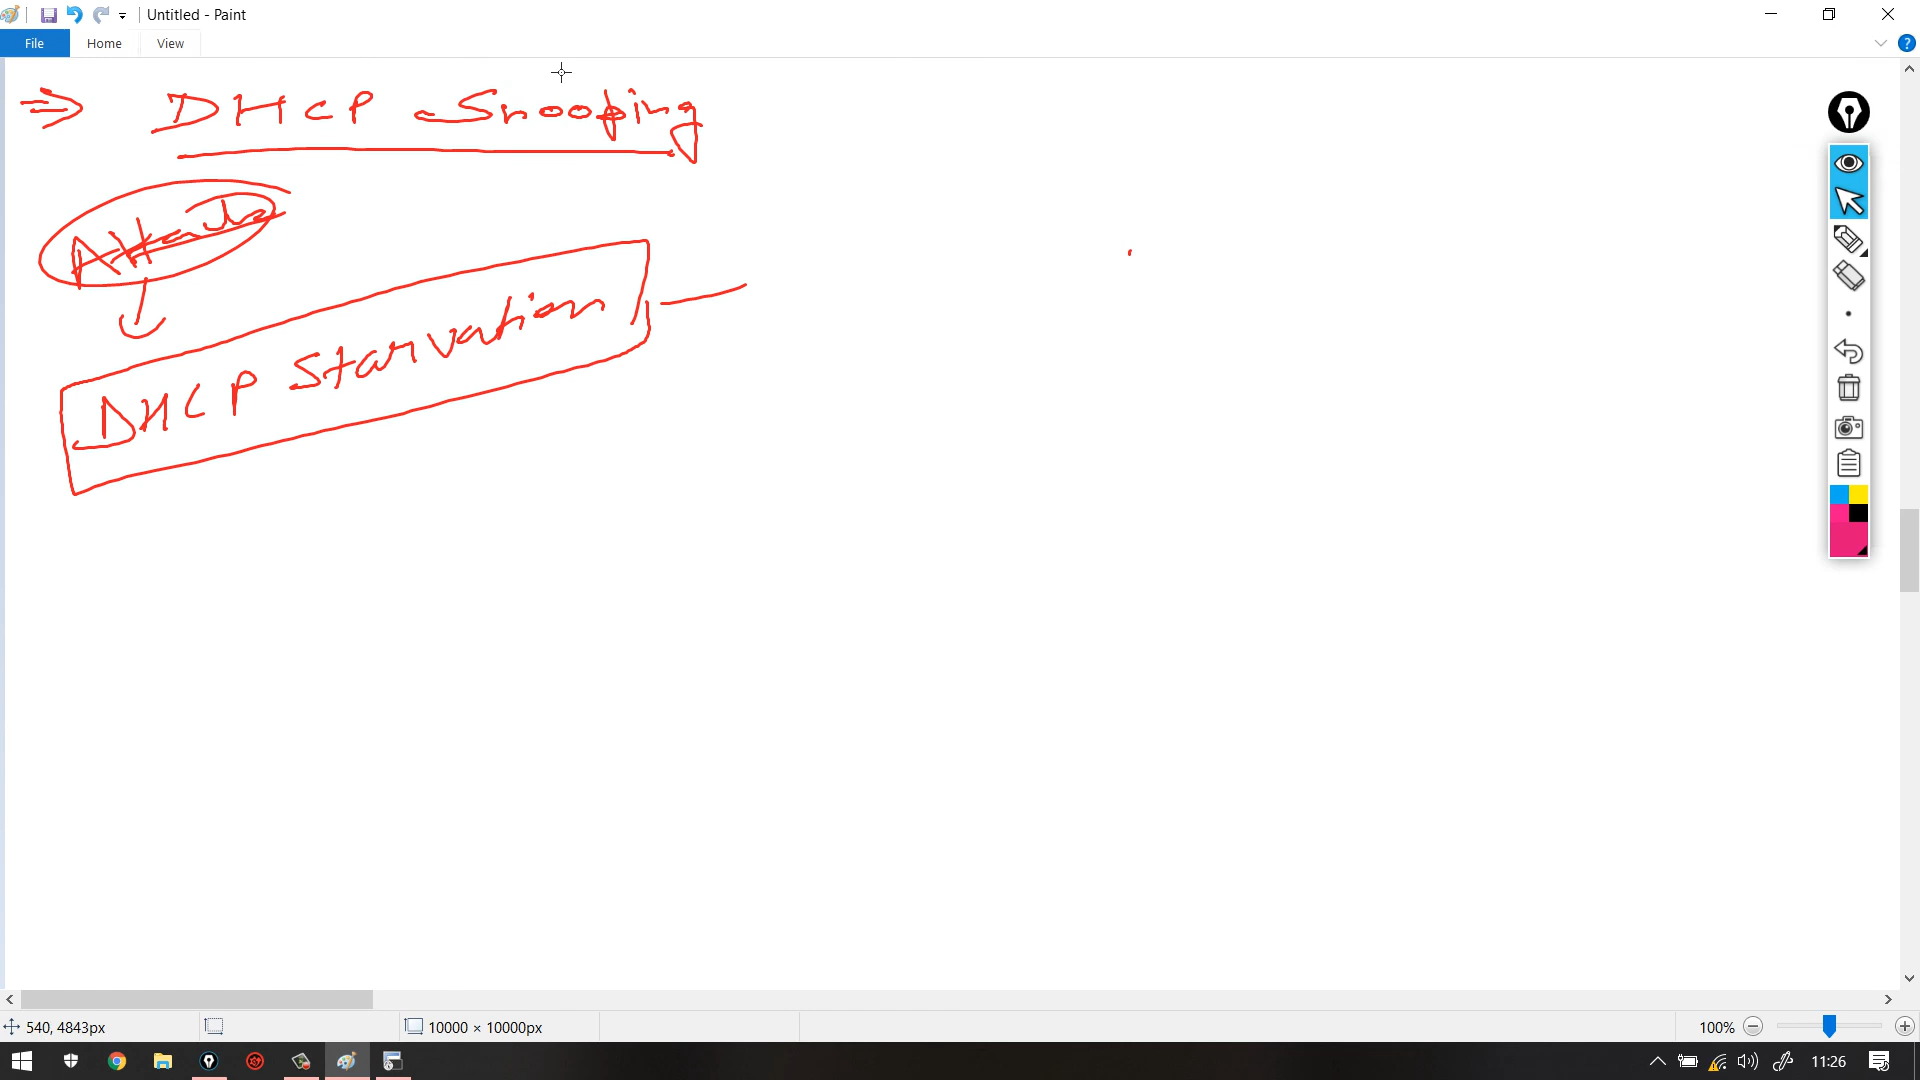 Untitled - Paint
File Home View
⇒ DHCP Snooping
Attack
DHCP Starvation
540, 4843px
10000 × 10000px
100%
11:26